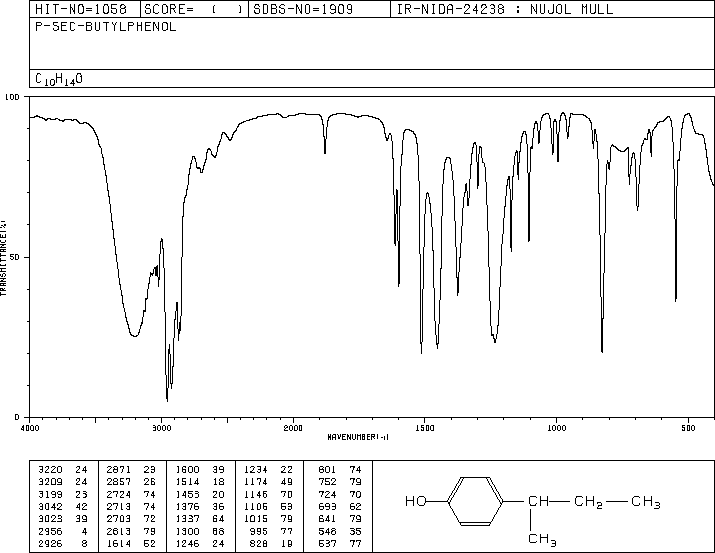 HIT-NO=1058 SCORE= ( ) SDBS-NO=1909 IR-NIDA-24238 : NUJOL MULL
P-SEC-BUTYLPHENOL
C10H14O
100
50
0
TRANSMITTANCE(%)
4000 3000 2000 1500 1000 500
WAVENUMBER(-1)
3220 24 2871 29 1600 39 1234 22 801 74
3209 24 2857 26 1514 18 1174 49 752 79
3199 23 2724 74 1453 20 1146 70 724 70
3042 42 2713 74 1376 36 1106 53 693 62
3023 39 2703 72 1337 64 1015 79 641 79
2956 4 2613 79 1300 68 995 77 548 35
2926 8 1614 52 1246 24 828 19 537 77
HO CH CH2 CH3
CH3